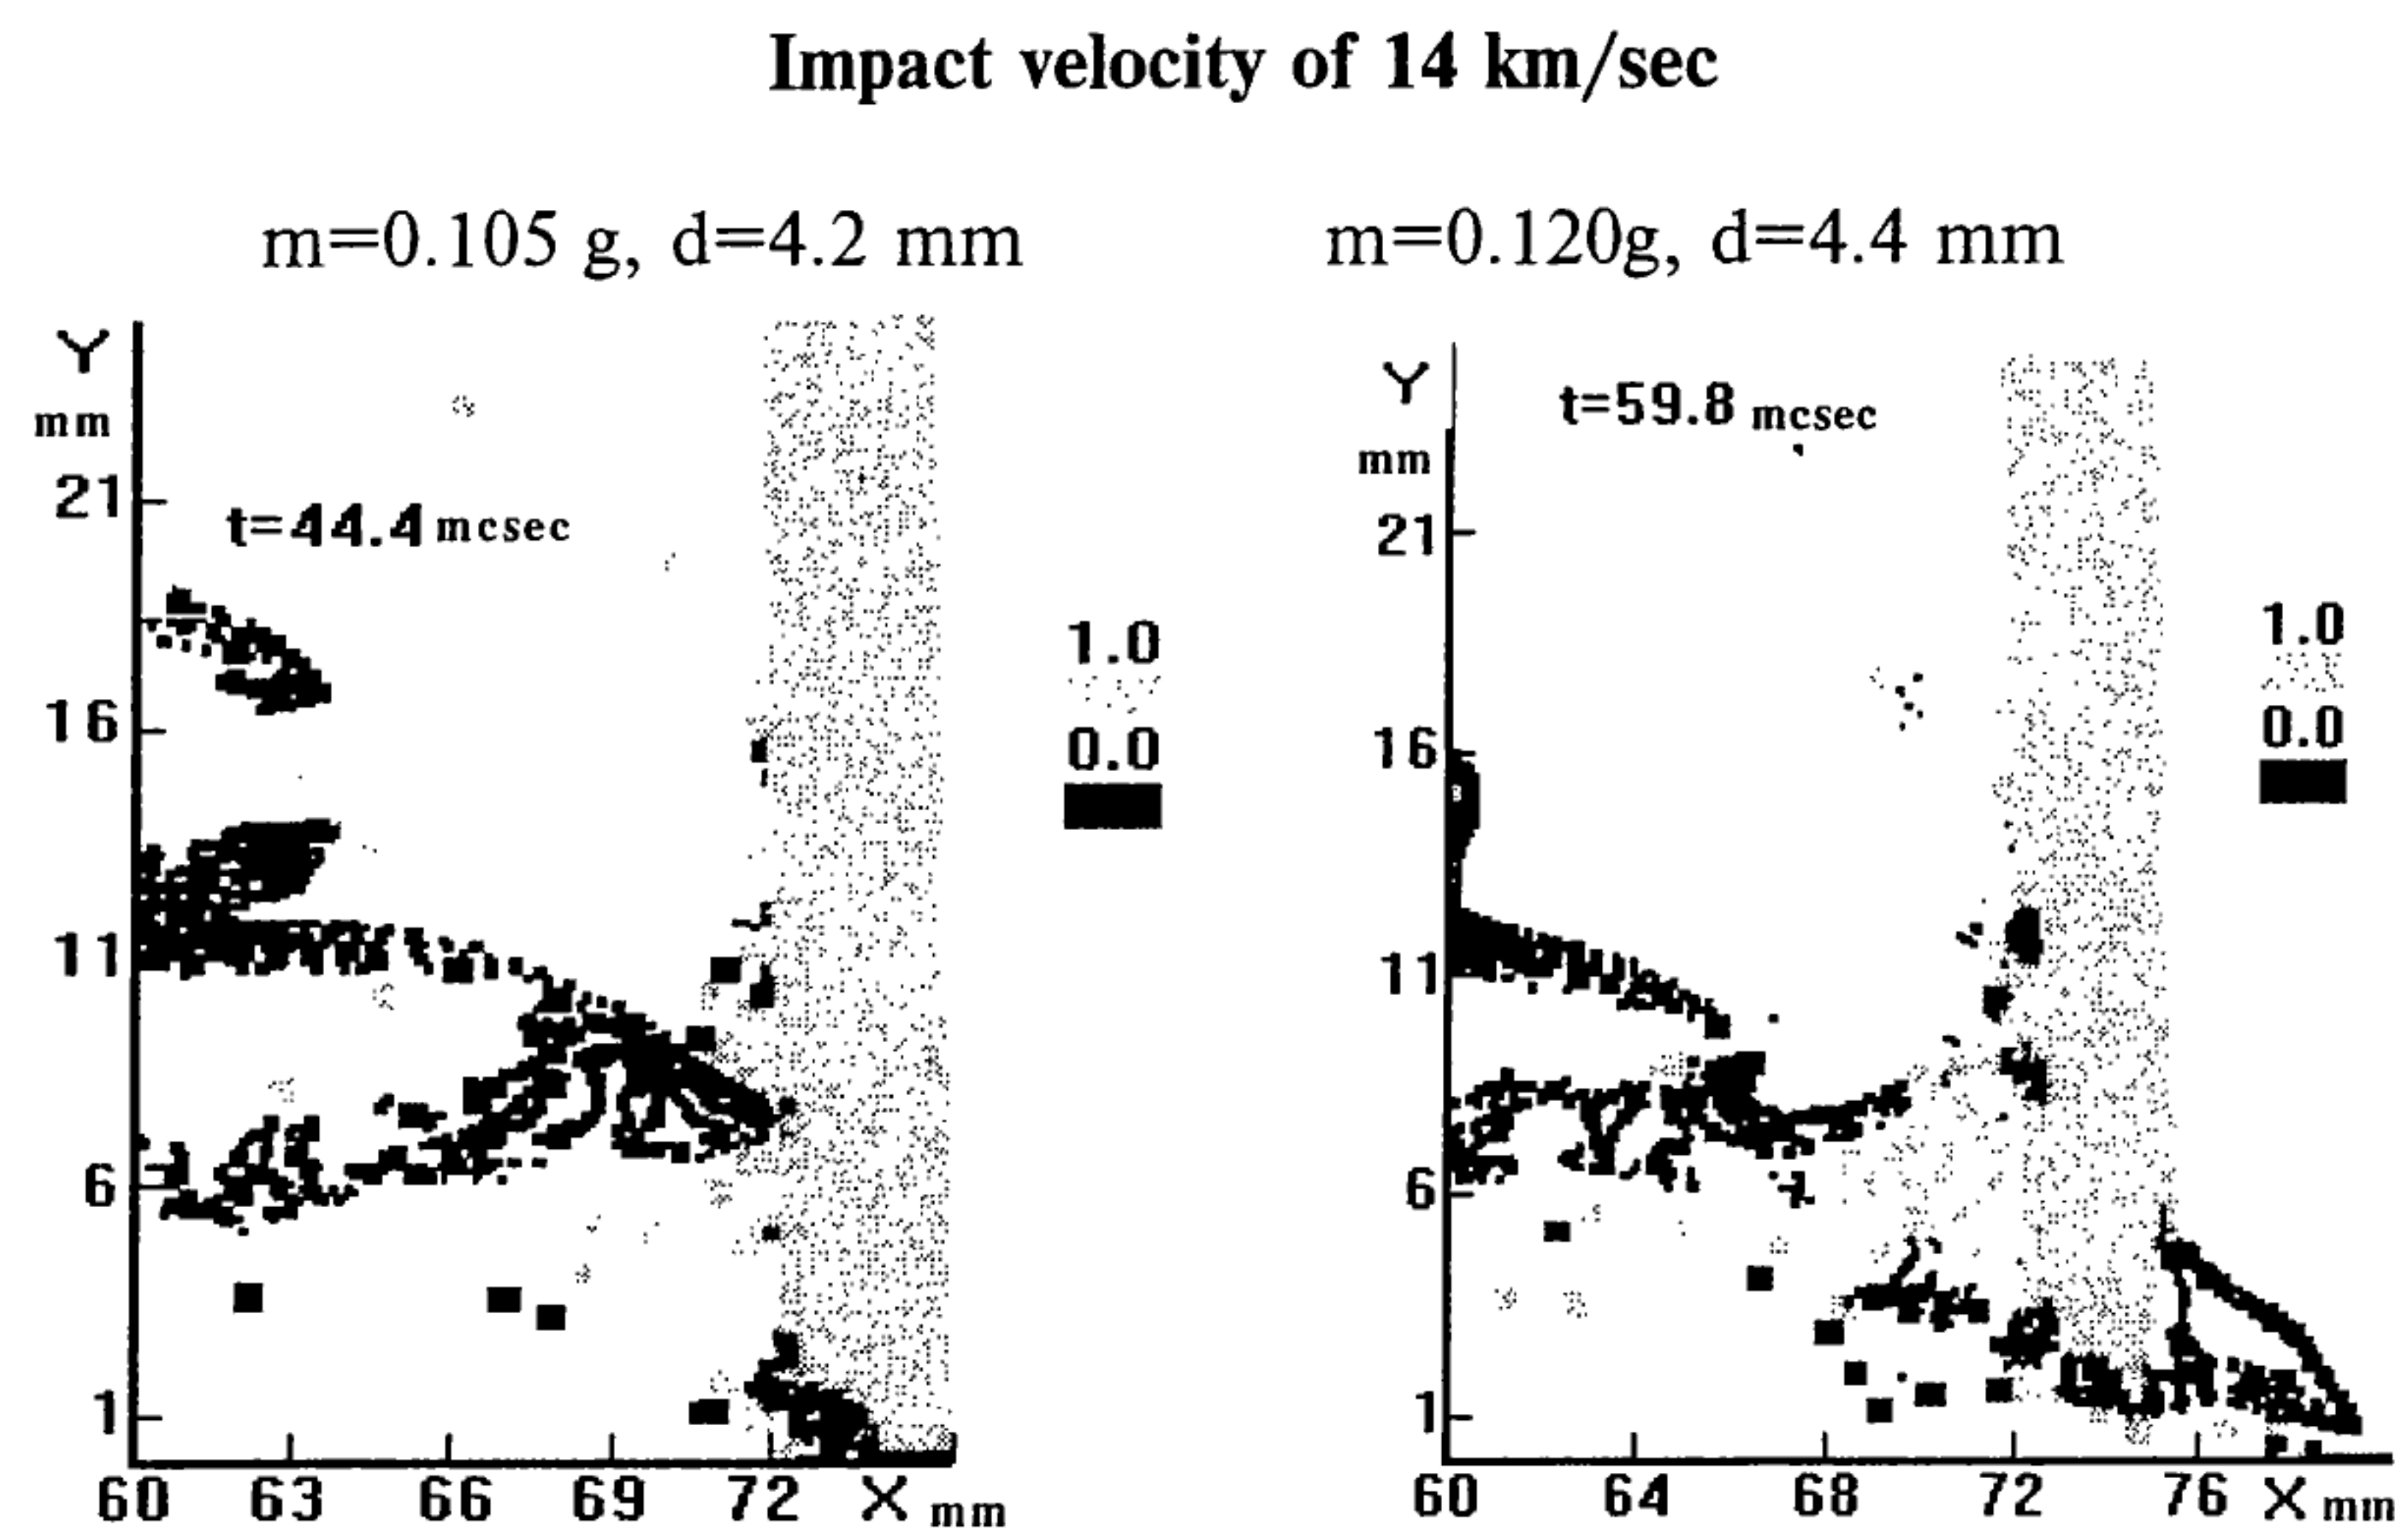 Impact velocity of 14 km/sec
m=0.105 g, d=4.2 mm
Y
mm
21
t=44.4 mcsec
16
11
6
1
60 63 66 69 72 X mm
1.0
0.0
m=0.120g, d=4.4 mm
Y
mm
t=59.8 mcsec
21
16
11
6
1
60 64 68 72 76 X mm
1.0
0.0